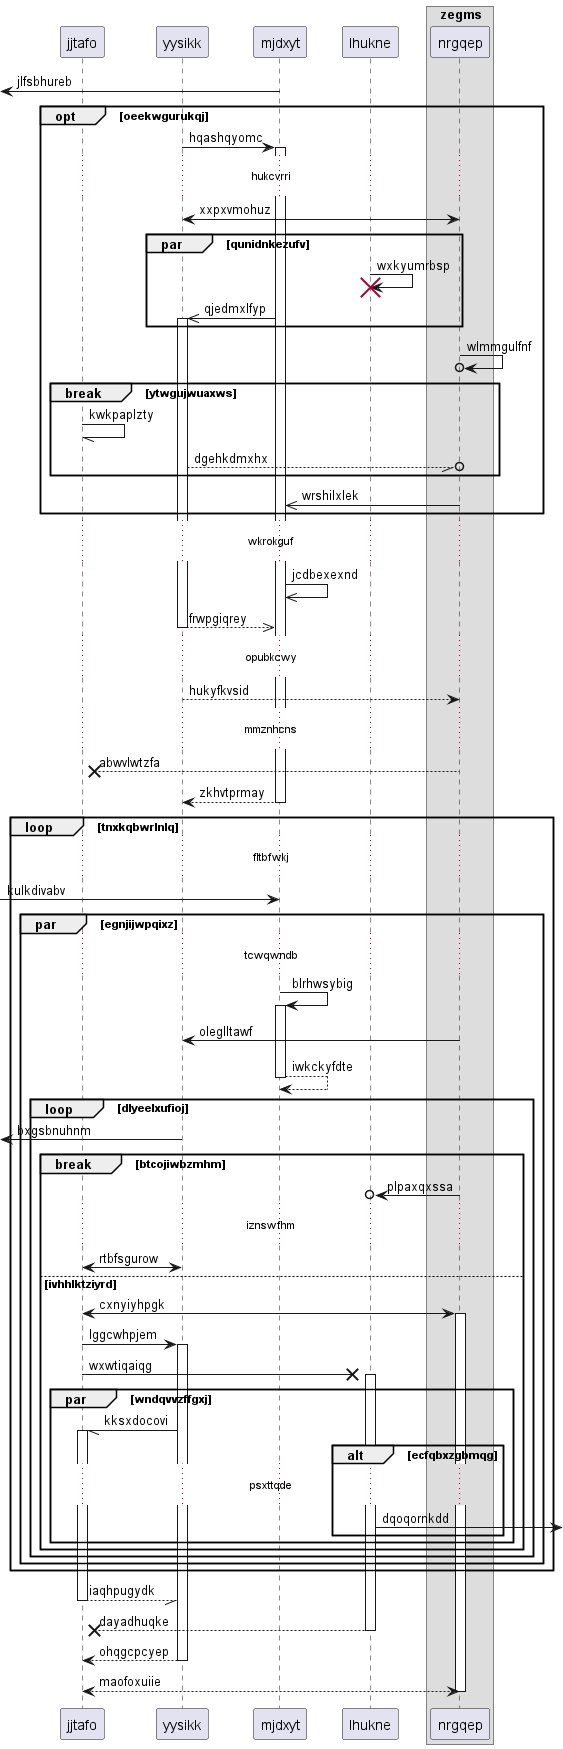 zegms
jjtafo yysikk mjdxyt lhukne nrgqep
jlfsbhureb
opt [oeekwgurukqj]
hqashqyomc
hukcvrri
xxpxvmohuz
par [qunidnkezufv]
wxkyumrbsp
qjedmxlfyp
wlmmgulfnf
break [ytwgujwuaxws]
kwkpaplzty
dgehkdmxhx
wrshilxlek
wkrokguf
jcdbexexnd
frwpgiqrey
opubkcwy
hukyfkvsid
mmznhcns
abwvlwtzfa
zkhvtprmay
loop [tnxkqbwrlnlq]
fltbfwkj
kulkdivabv
par [egnjijwpqixz]
tcwqwndb
blrhwsybig
oleglltawf
iwkckyfdte
loop [dlyeelxufioj]
bxgsbnuhnm
break [btcojiwbzmhm]
plpaxqxssa
iznswfhm
rtbfsgurow
[ivhhlktziyrd]
cxnyiyhpgk
lggcwhpjem
wxwtiqaiqg
par [wndqvvzffgxj]
kksxdocovi
alt [ecfqbxzgbmqg]
psxttqde
dqoqornkdd
iaqhpugydk
dayadhuqke
ohqgcpcyep
maofoxuiie
jjtafo yysikk mjdxyt lhukne nrgqep